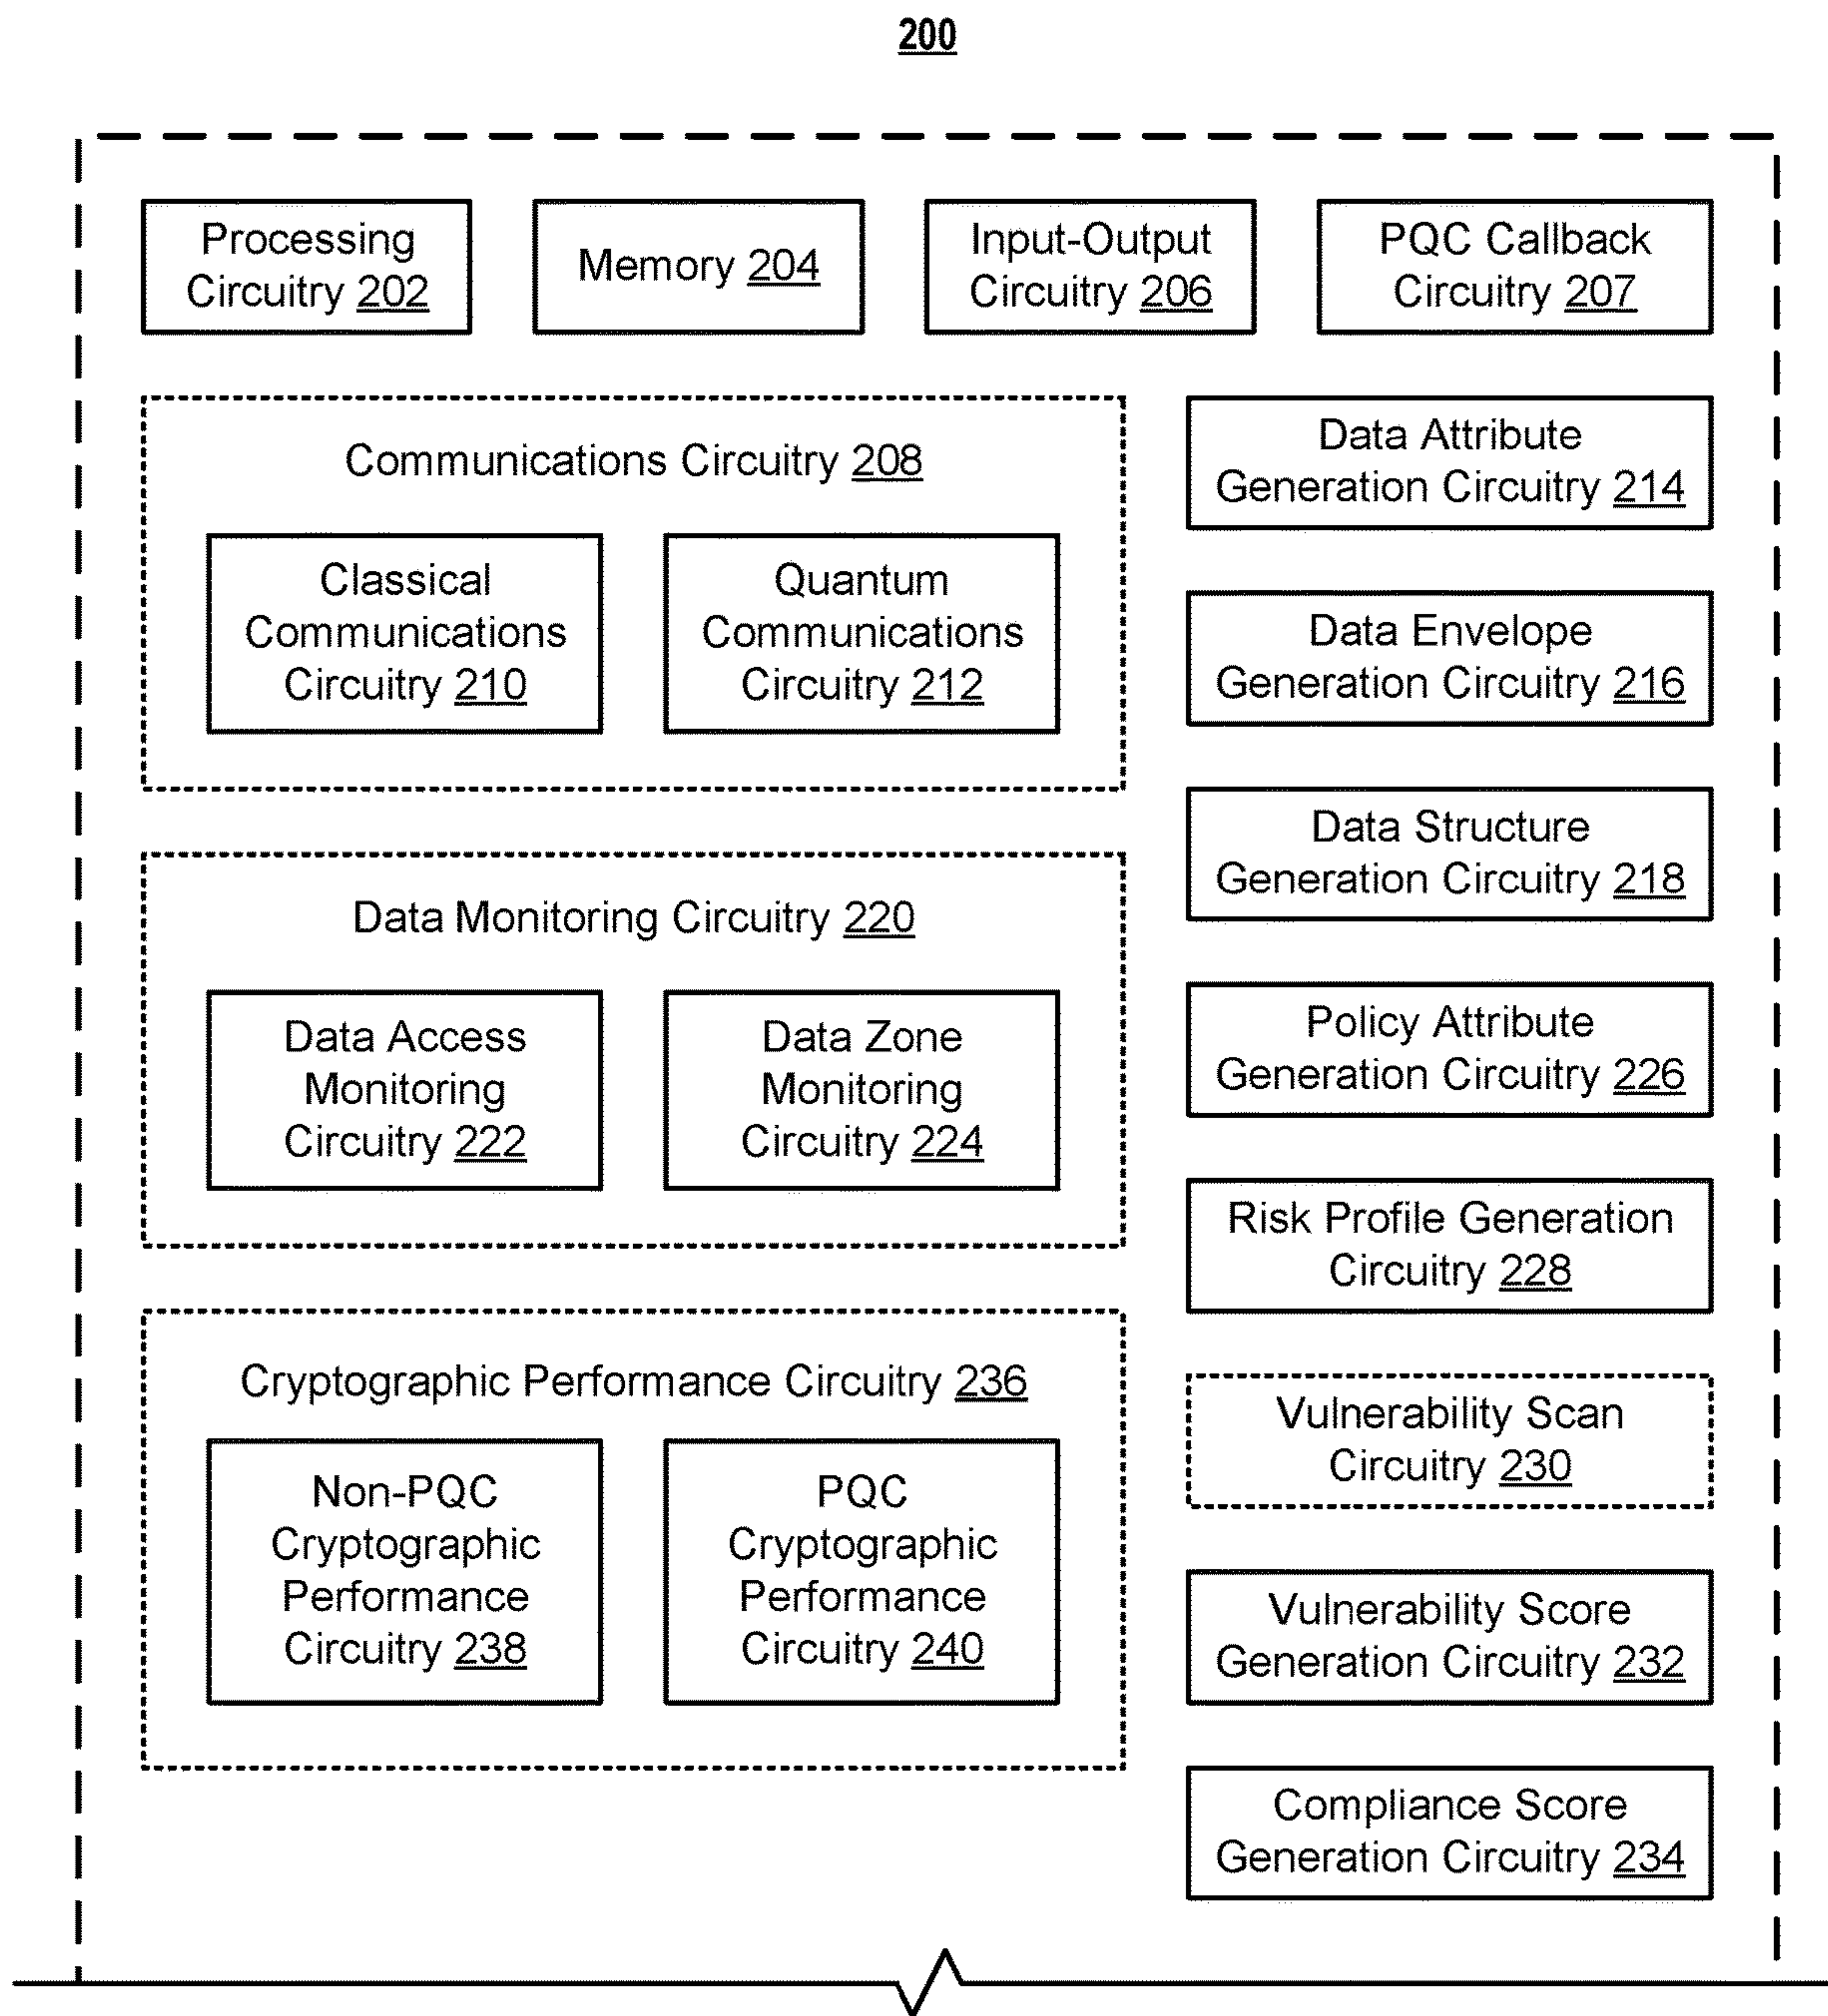 200
Processing
Circuitry 202
Memory 204
Input-Output
Circuitry 206
PQC Callback
Circuitry 207
Communications Circuitry 208
Classical
Communications
Circuitry 210
Quantum
Communications
Circuitry 212
Data Attribute
Generation Circuitry 214
Data Envelope
Generation Circuitry 216
Data Structure
Generation Circuitry 218
Data Monitoring Circuitry 220
Data Access
Monitoring
Circuitry 222
Data Zone
Monitoring
Circuitry 224
Policy Attribute
Generation Circuitry 226
Risk Profile Generation
Circuitry 228
Vulnerability Scan
Circuitry 230
Vulnerability Score
Generation Circuitry 232
Compliance Score
Generation Circuitry 234
Cryptographic Performance Circuitry 236
Non-PQC
Cryptographic
Performance
Circuitry 238
PQC
Cryptographic
Performance
Circuitry 240